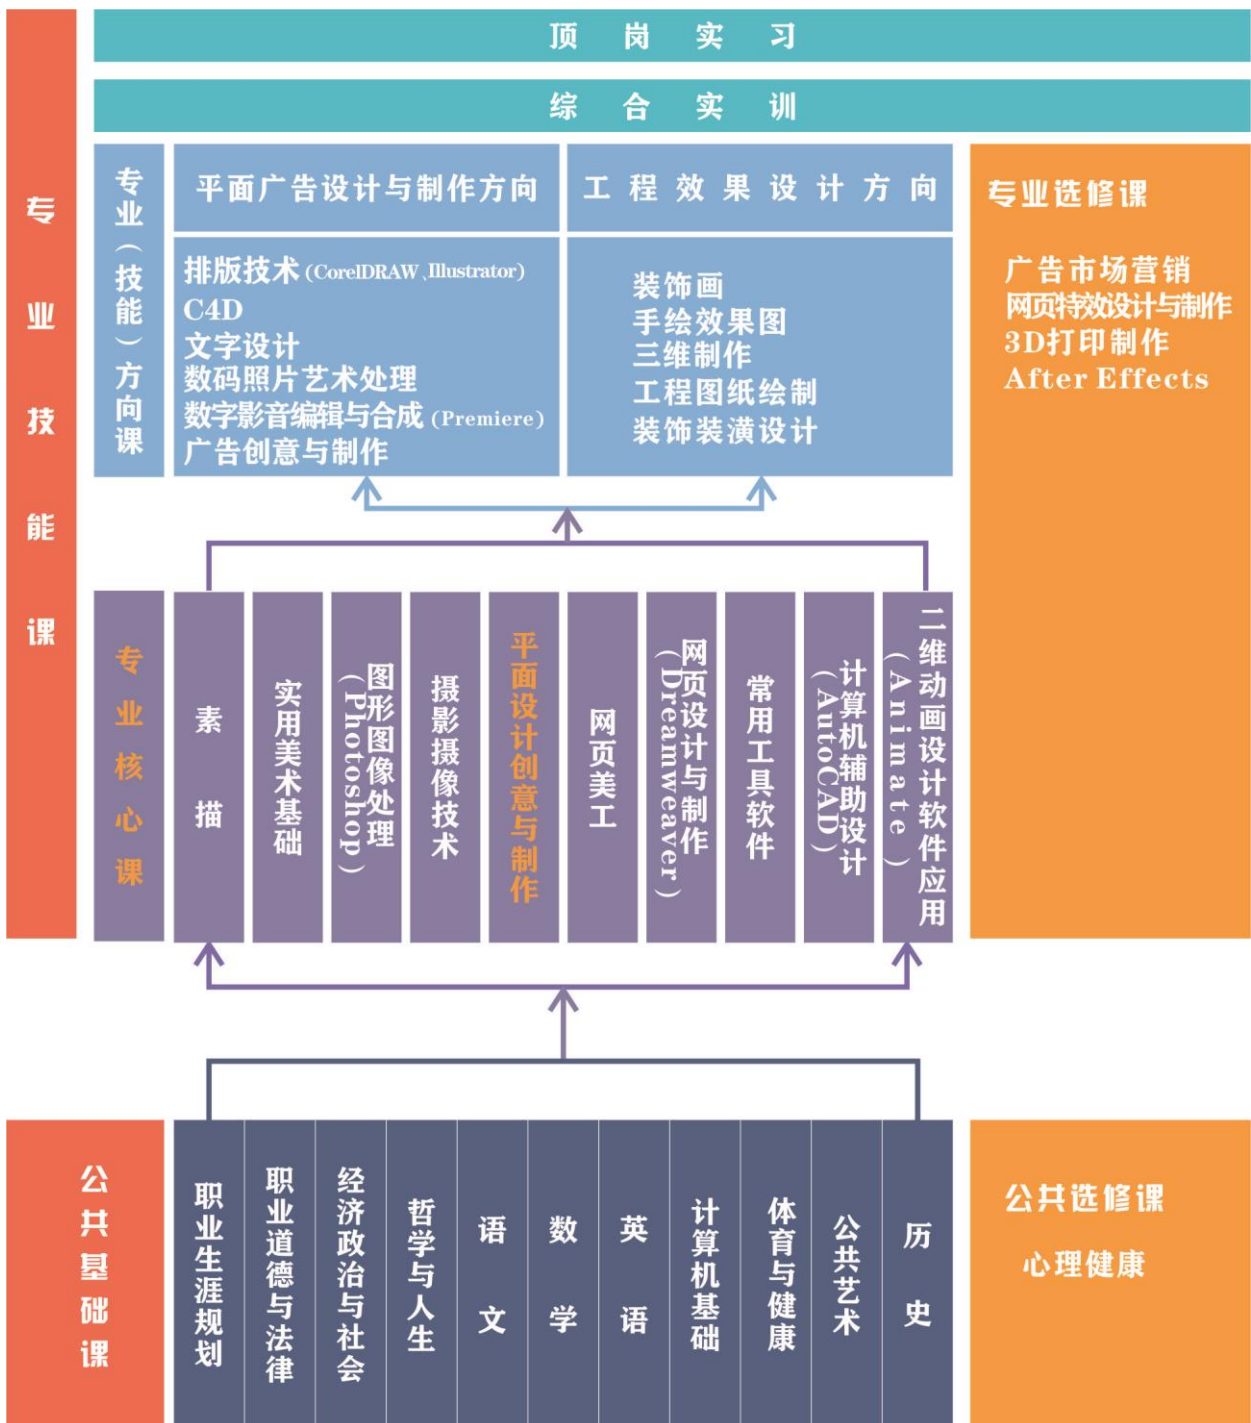 专业技能课
顶岗实习
综合实训
专业（技能）方向课
平面广告设计与制作方向
排版技术(CorelDRAW、Illustrator)
C4D
文字设计
数码照片艺术处理
数字影音编辑与合成(Premiere)
广告创意与制作
工程效果设计方向
装饰画
手绘效果图
三维制作
工程图纸绘制
装饰装潢设计
专业选修课
广告市场营销
网页特效设计与制作
3D打印制作
After Effects
专业核心课
素描
实用美术基础
图形图像处理
(Photoshop)
摄影摄像技术
平面设计创意与制作
网页美工
网页设计与制作
(Dreamweaver)
常用工具软件
计算机辅助设计
(AutoCAD)
二维动画设计软件应用
(Animate)
公共基础课
职业生涯规划
职业道德与法律
经济政治与社会
哲学与人生
语文
数学
英语
计算机基础
体育与健康
公共艺术
历史
公共选修课
心理健康